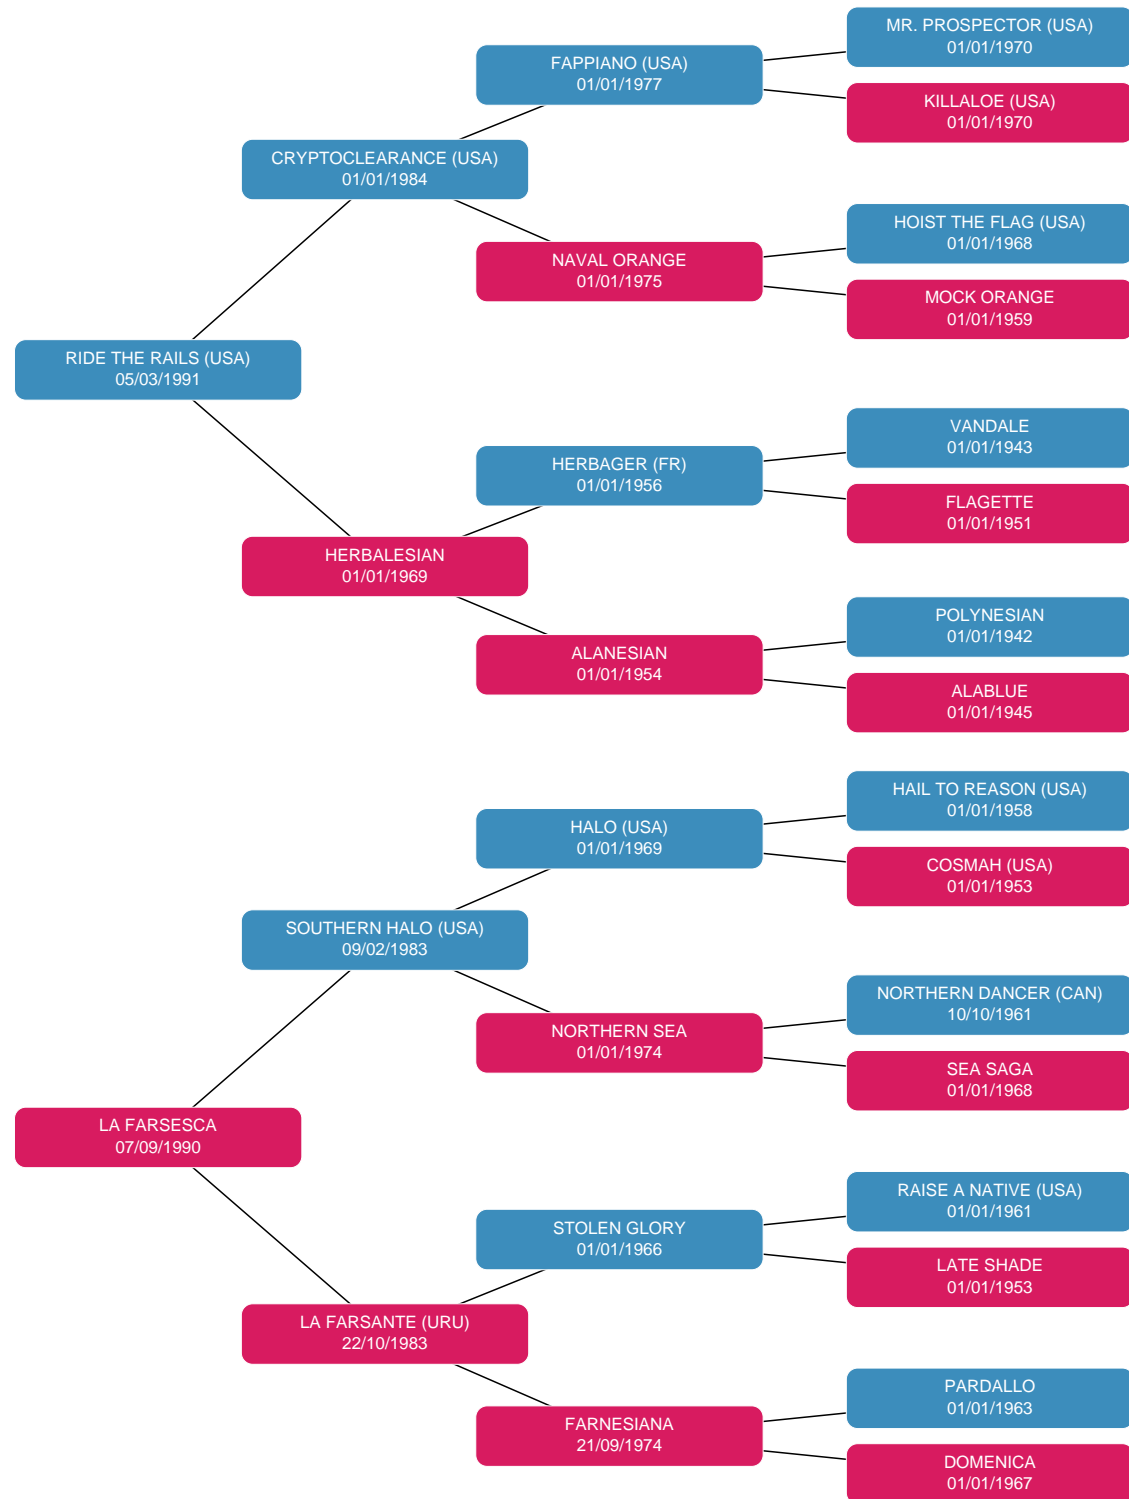 MR. PROSPECTOR (USA)
01/01/1970
FAPPIANO (USA)
01/01/1977
KILLALOE (USA)
01/01/1970
CRYPTOCLEARANCE (USA)
01/01/1984
HOIST THE FLAG (USA)
01/01/1968
NAVAL ORANGE
01/01/1975
MOCK ORANGE
01/01/1959
RIDE THE RAILS (USA)
05/03/1991
VANDALE
01/01/1943
HERBAGER (FR)
01/01/1956
FLAGETTE
01/01/1951
HERBALESIAN
01/01/1969
POLYNESIAN
01/01/1942
ALANESIAN
01/01/1954
ALABLUE
01/01/1945
HAIL TO REASON (USA)
01/01/1958
HALO (USA)
01/01/1969
COSMAH (USA)
01/01/1953
SOUTHERN HALO (USA)
09/02/1983
NORTHERN DANCER (CAN)
10/10/1961
NORTHERN SEA
01/01/1974
SEA SAGA
01/01/1968
LA FARSESCA
07/09/1990
RAISE A NATIVE (USA)
01/01/1961
STOLEN GLORY
01/01/1966
LATE SHADE
01/01/1953
LA FARSANTE (URU)
22/10/1983
PARDALLO
01/01/1963
FARNESIANA
21/09/1974
DOMENICA
01/01/1967